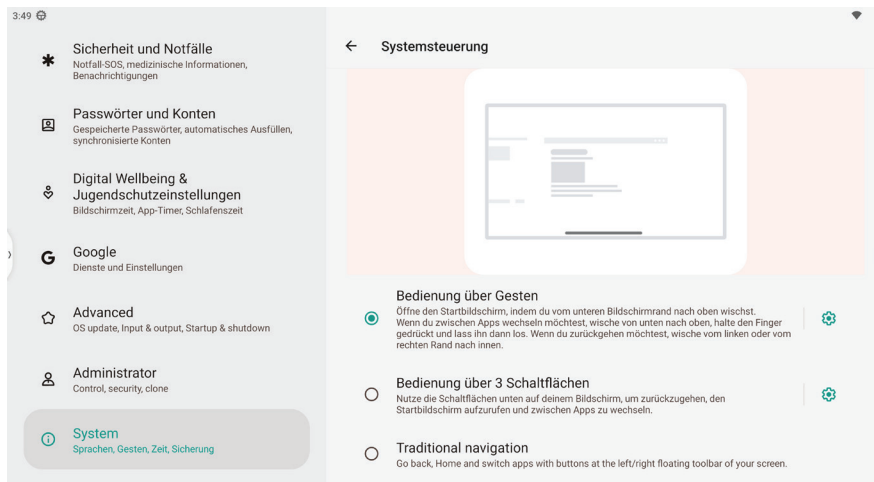 3:49
Sicherheit und Notfälle
Notfall-SOS, medizinische Informationen,
Benachrichtigungen
Passwörter und Konten
Gespeicherte Passwörter, automatisches Ausfüllen,
synchronisierte Konten
Digital Wellbeing &
Jugendschutzeinstellungen
Bildschirmzeit, App-Timer, Schlafenszeit
Google
Dienste und Einstellungen
Advanced
OS update, Input & output, Startup & shutdown
Administrator
Control, security, clone
System
Sprachen, Gesten, Zeit, Sicherung
Systemsteuerung
Bedienung über Gesten
Öffne den Startbildschirm, indem du vom unteren Bildschirmrand nach oben wischst.
Wenn du zwischen Apps wechseln möchtest, wische von unten nach oben, halte den Finger
gedrückt und lass ihn dann los. Wenn du zurückgehen möchtest, wische vom linken oder vom
rechten Rand nach innen.
Bedienung über 3 Schaltflächen
Nutze die Schaltflächen unten auf deinem Bildschirm, um zurückzugehen, den
Startbildschirm aufzurufen und zwischen Apps zu wechseln.
Traditional navigation
Go back, Home and switch apps with buttons at the left/right floating toolbar of your screen.